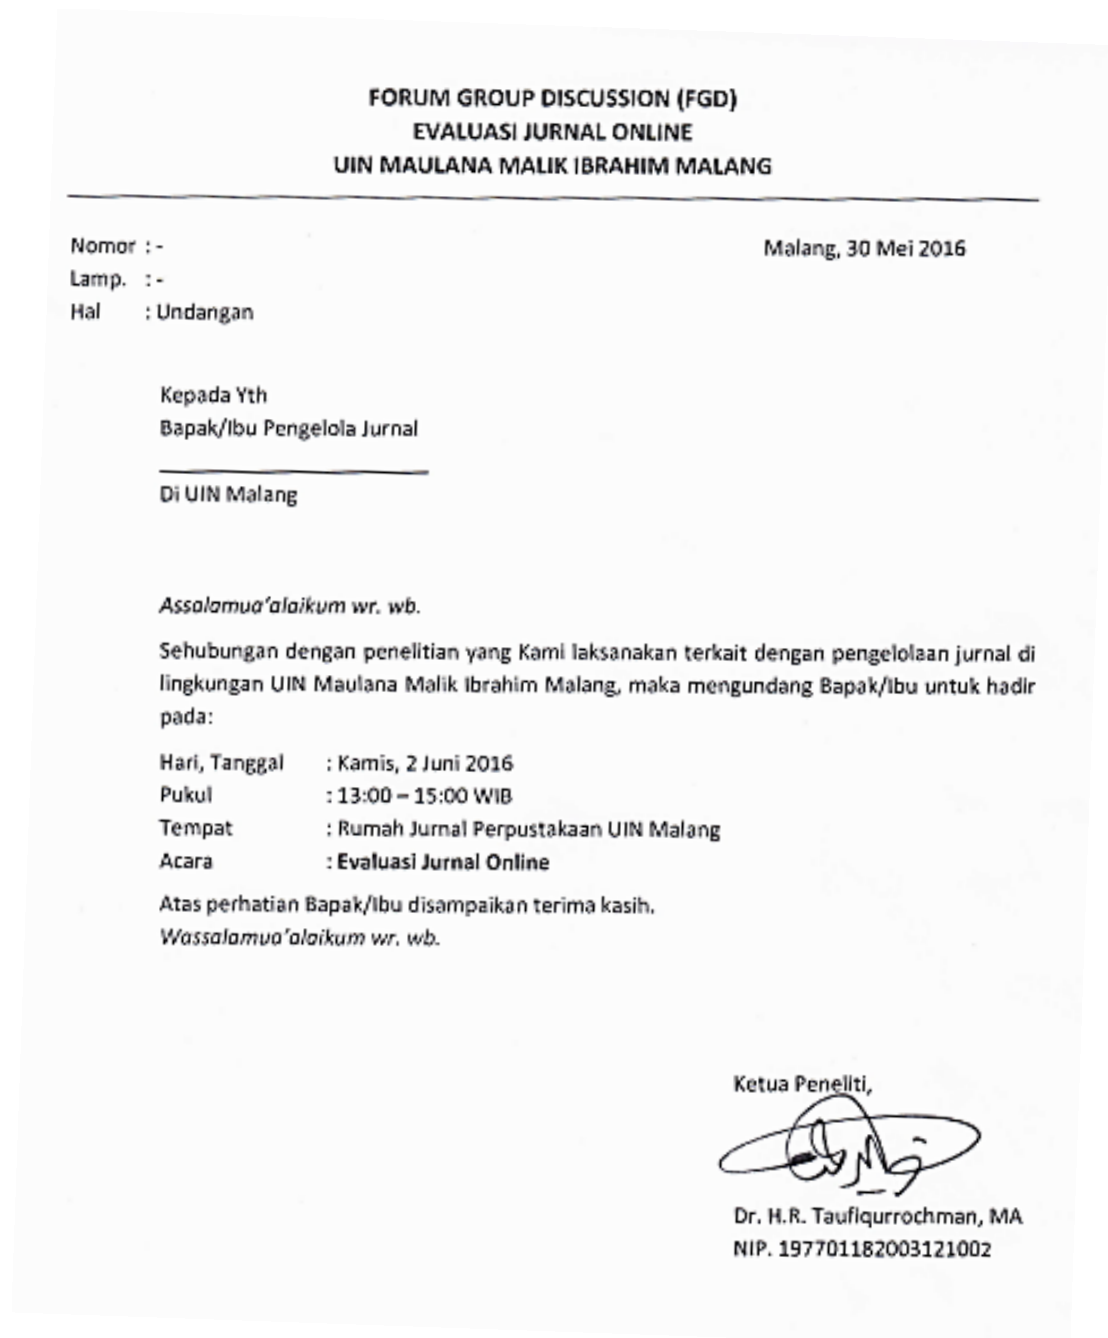 FORUM GROUP DISCUSSION (FGD)
EVALUASI JURNAL ONLINE
UIN MAULANA MALIK IBRAHIM MALANG
Nomor : - Malang, 30 Mei 2016
Lamp. : -
Hal : Undangan
Kepada Yth
Bapak/Ibu Pengelola Jurnal
Di UIN Malang
Assalamua'alaikum wr. wb.
Sehubungan dengan penelitian yang Kami laksanakan terkait dengan pengelolaan jurnal di
lingkungan UIN Maulana Malik Ibrahim Malang, maka mengundang Bapak/Ibu untuk hadir
pada:
Hari, Tanggal : Kamis, 2 Juni 2016
Pukul : 13:00 – 15:00 WIB
Tempat : Rumah Jurnal Perpustakaan UIN Malang
Acara : Evaluasi Jurnal Online
Atas perhatian Bapak/Ibu disampaikan terima kasih.
Wassalamua'alaikum wr. wb.
Ketua Peneliti,
Dr. H.R. Taufiqurrochman, MA
NIP. 197701182003121002